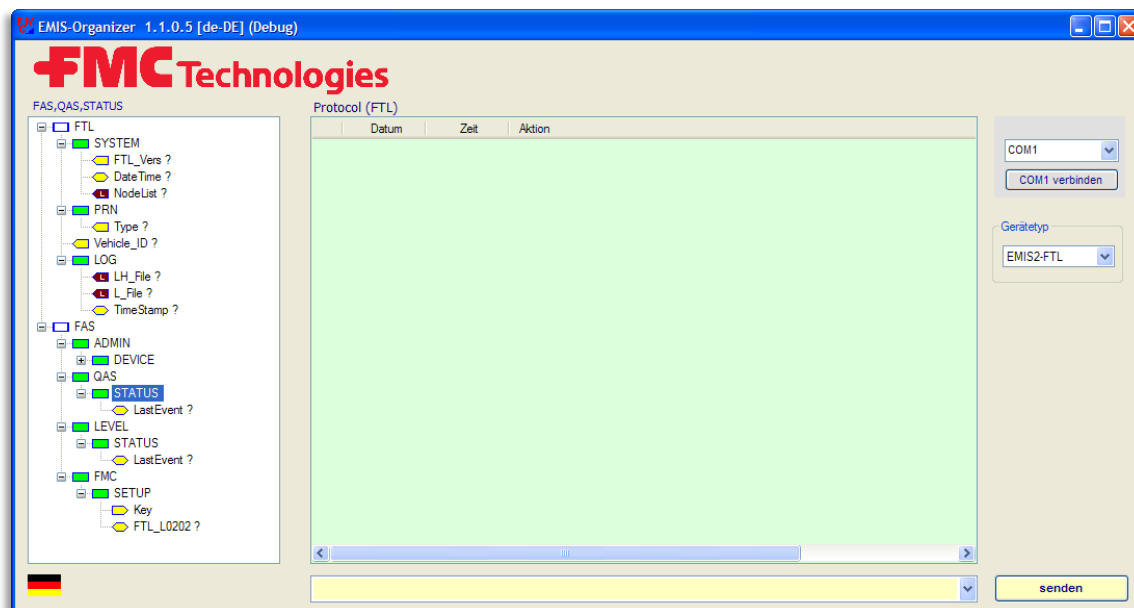 EMIS-Organizer 1.1.0.5 [de-DE] (Debug)
FMC Technologies
FAS,QAS,STATUS
FTL
SYSTEM
FTL_Vers ?
DateTime ?
L NodeList ?
PRN
Type ?
Vehicle_ID ?
LOG
L LH_File ?
L L_File ?
TimeStamp ?
FAS
ADMIN
DEVICE
QAS
STATUS
LastEvent ?
LEVEL
STATUS
LastEvent ?
FMC
SETUP
Key
FTL_L0202 ?
Protocol (FTL)
Datum Zeit Aktion
COM1
COM1 verbinden
Gerätetyp
EMIS2-FTL
senden